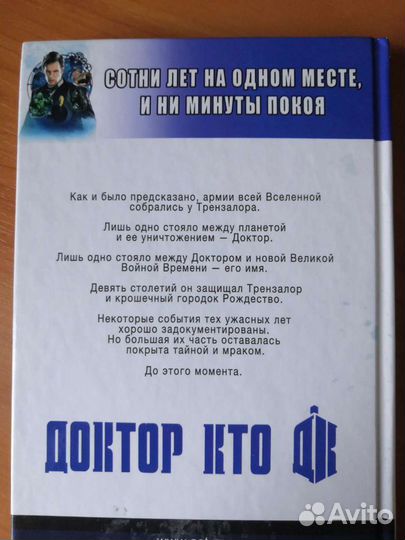 СОТНИ ЛЕТ НА ОДНОМ МЕСТЕ,
И НИ МИНУТЫ ПОКОЯ
Как и было предсказано, армии всей Вселенной
собрались у Трензалора.
Лишь одно стояло между планетой
и ее уничтожением — Доктор.
Лишь одно стояло между Доктором и новой Великой
Войной Времени — его имя.
Девять столетий он защищал Трензалор
и крошечный городок Рождество.
Некоторые события тех ужасных лет
хорошо задокументированы.
Но большая их часть оставалась
покрыта тайной и мраком.
До этого момента.
ДОКТОР КТО ДК
Avito